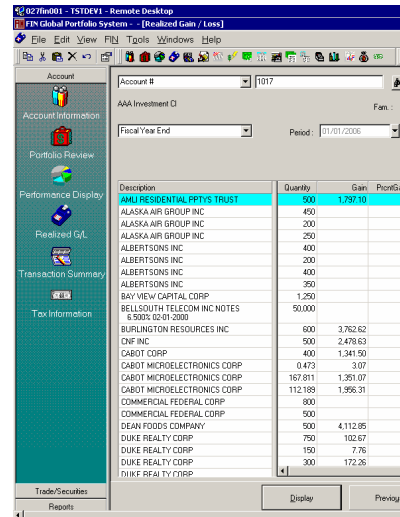 027fin001 - TSTDEV1 - Remote Desktop
FIN Global Portfolio System - - [Realized Gain / Loss]
File Edit View FIN Tools Windows Help
Account
Account Information
Portfolio Review
Performance Display
Realized G/L
Transaction Summary
Tax Information
Trade/Securities
Reports
Account # 1017
AAA Investment Cl Fam. :
Fiscal Year End Period : 01/01/2006
Description Quantity Gain PrcntGa
AMLI RESIDENTIAL PPTYS TRUST 500 1,797.10
ALASKA AIR GROUP INC 450
ALASKA AIR GROUP INC 200
ALASKA AIR GROUP INC 250
ALBERTSONS INC 400
ALBERTSONS INC 200
ALBERTSONS INC 400
ALBERTSONS INC 350
BAY VIEW CAPITAL CORP 1,250
BELLSOUTH TELECOM INC NOTES 50,000
6.500% 02-01-2000
BURLINGTON RESOURCES INC 600 3,762.62
CNF INC 500 2,478.63
CABOT CORP 400 1,341.50
CABOT MICROELECTRONICS CORP 0.473 3.07
CABOT MICROELECTRONICS CORP 167.811 1,351.07
CABOT MICROELECTRONICS CORP 112.189 1,956.31
COMMERCIAL FEDERAL CORP 800
COMMERCIAL FEDERAL CORP 500
DEAN FOODS COMPANY 500 4,112.85
DUKE REALTY CORP 750 102.67
DUKE REALTY CORP 150 7.76
DUKE REALTY CORP 300 172.26
DUKE REALTY CORP
Display Previou